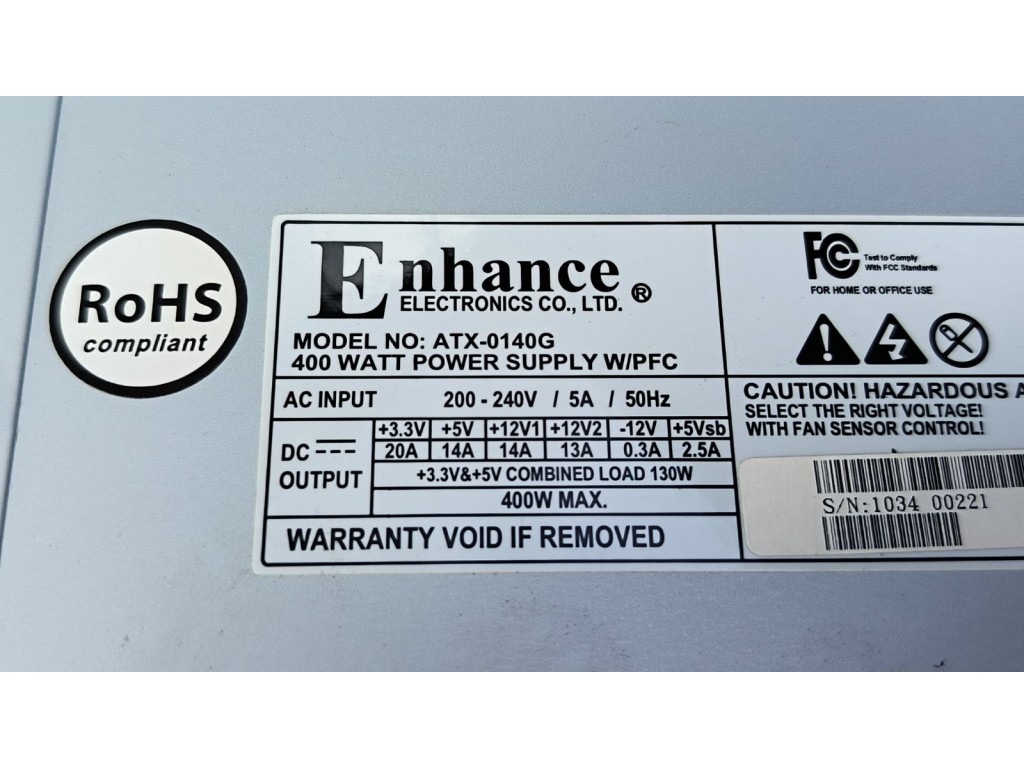 RoHS
compliant
Enhance
ELECTRONICS CO., LTD. ®
MODEL NO: ATX-0140G
400 WATT POWER SUPPLY W/PFC
AC INPUT 200 - 240V / 5A / 50Hz
DC OUTPUT
+3.3V +5V +12V1 +12V2 -12V +5Vsb
20A 14A 14A 13A 0.3A 2.5A
+3.3V&+5V COMBINED LOAD 130W
400W MAX.
WARRANTY VOID IF REMOVED
FC
Test to Comply
With FCC Standards
FOR HOME OR OFFICE USE
CAUTION! HAZARDOUS A
SELECT THE RIGHT VOLTAGE!
WITH FAN SENSOR CONTROL!
S/N:1034 00221